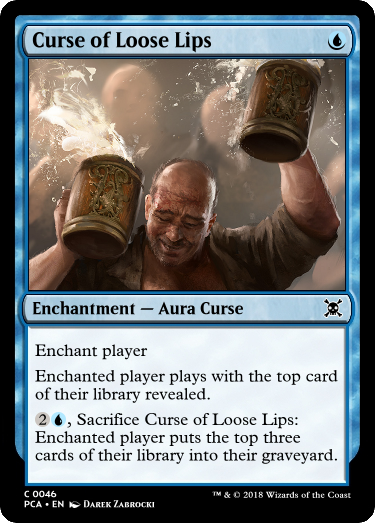 Curse of Loose Lips
Enchantment — Aura Curse
Enchant player
Enchanted player plays with the top card
of their library revealed.
2, Sacrifice Curse of Loose Lips:
Enchanted player puts the top three
cards of their library into their graveyard.
C 0046
PCA • EN Darek Zabrocki
™ & © 2018 Wizards of the Coast